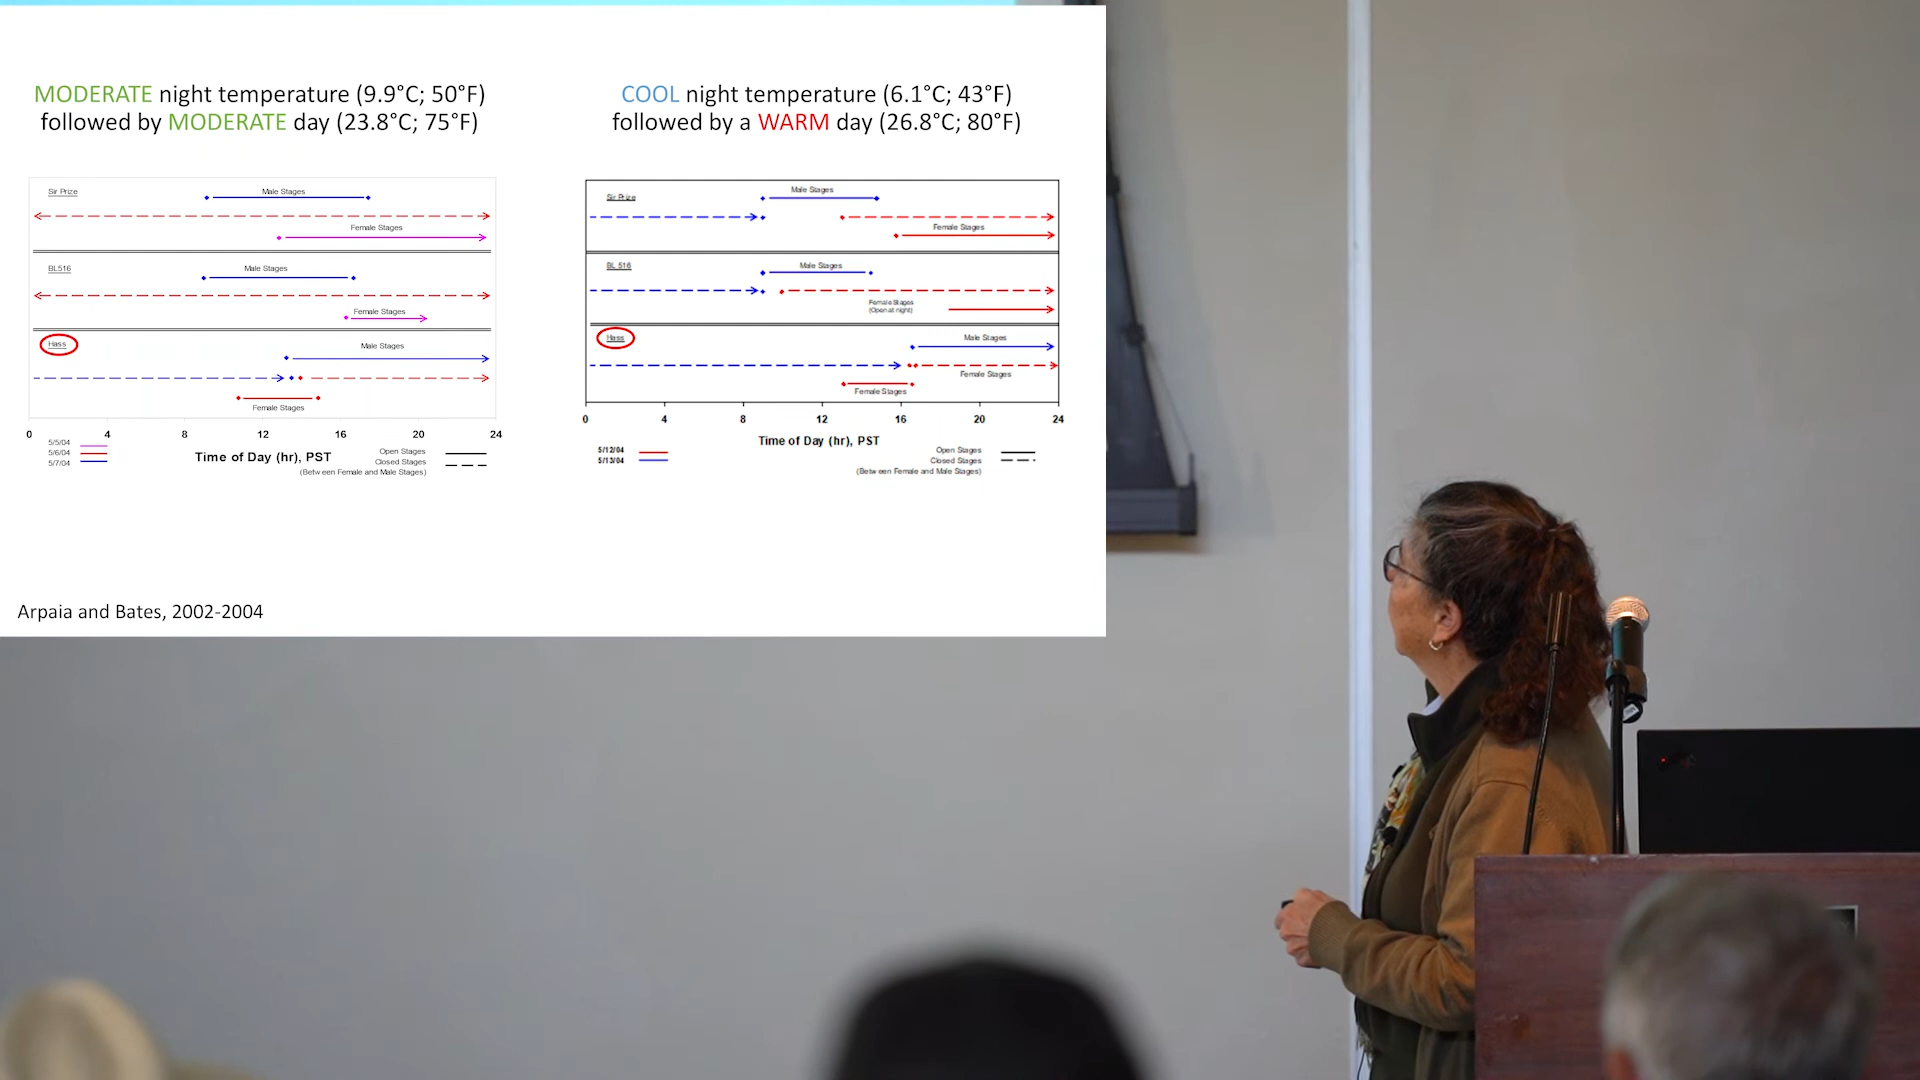 MODERATE night temperature (9.9°C; 50°F)
followed by MODERATE day (23.8°C; 75°F)
Sir Prize
Male Stages
Female Stages
BL516
Male Stages
Female Stages
Hass
Male Stages
Female Stages
0 4 8 12 16 20 24
5/5/04
5/6/04
5/7/04
Time of Day (hr), PST
Open Stages
Closed Stages
(Between Female and Male Stages)
COOL night temperature (6.1°C; 43°F)
followed by a WARM day (26.8°C; 80°F)
Sir Prize
Male Stages
Female Stages
BL 516
Male Stages
Female Stages
(Open at night)
Hass
Male Stages
Female Stages
Female Stages
0 4 8 12 16 20 24
Time of Day (hr), PST
5/12/04
5/13/04
Open Stages
Closed Stages
(Between Female and Male Stages)
Arpaia and Bates, 2002-2004